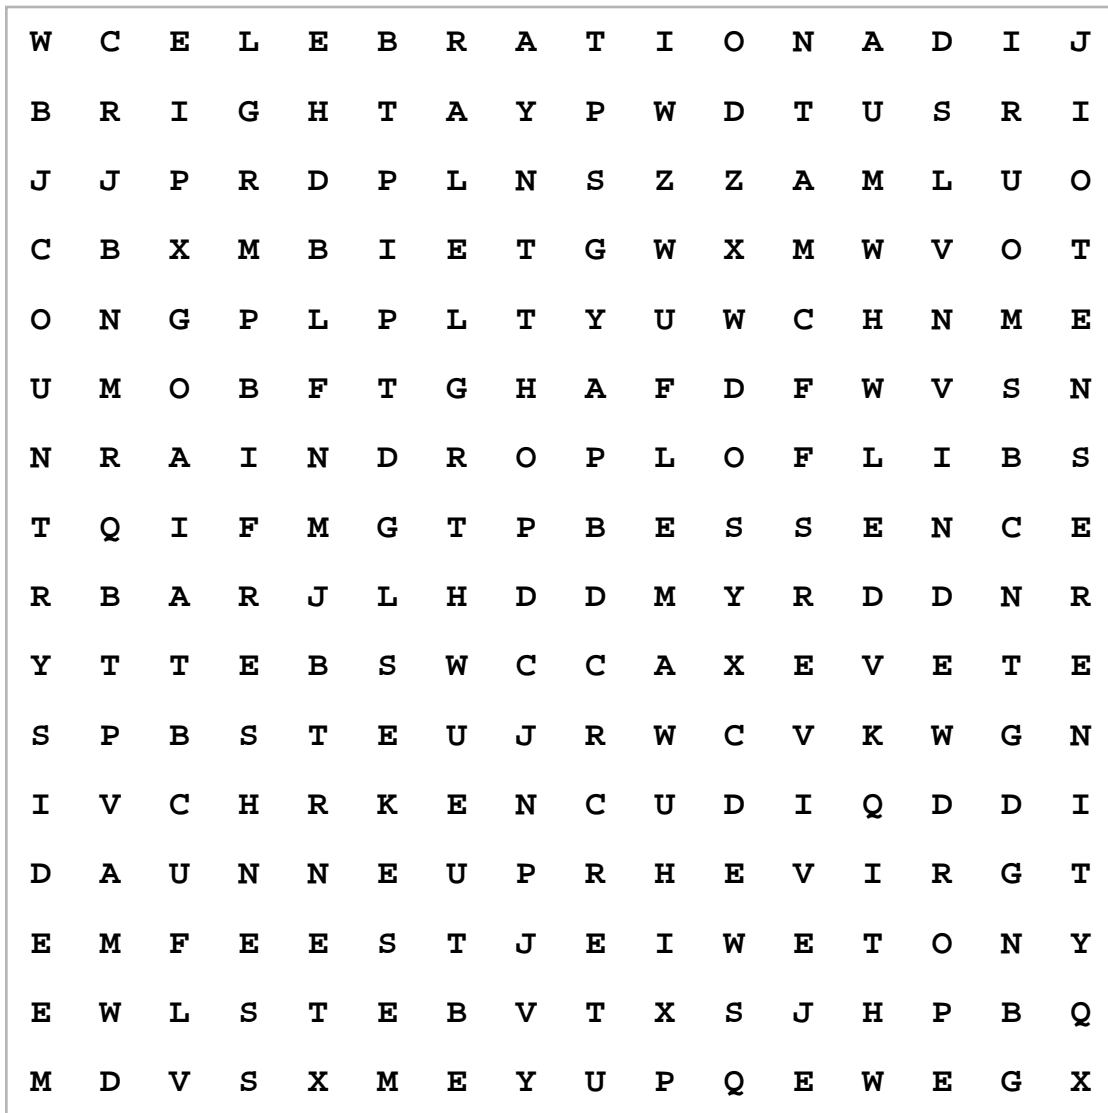 W C E L E B R A T I O N A D I J
B R I G H T A Y P W D T U S R I
J J P R D P L N S Z Z A M L U O
C B X M B I E T G W X M W V O T
O N G P L P L T Y U W C H N M E
U M O B F T G H A F D F W V S N
N R A I N D R O P L O F L I B S
T Q I F M G T P B E S S E N C E
R B A R J L H D D M Y R D D N R
Y T T E B S W C C A X E V E T E
S P B S T E U J R W C V K W G N
I V C H R K E N C U D I Q D D I
D A U N N E U P R H E V I R G T
E M F E E S T J E I W E T O N Y
E W L S T E B V T X S J H P B Q
M D V S X M E Y U P Q E W E G X